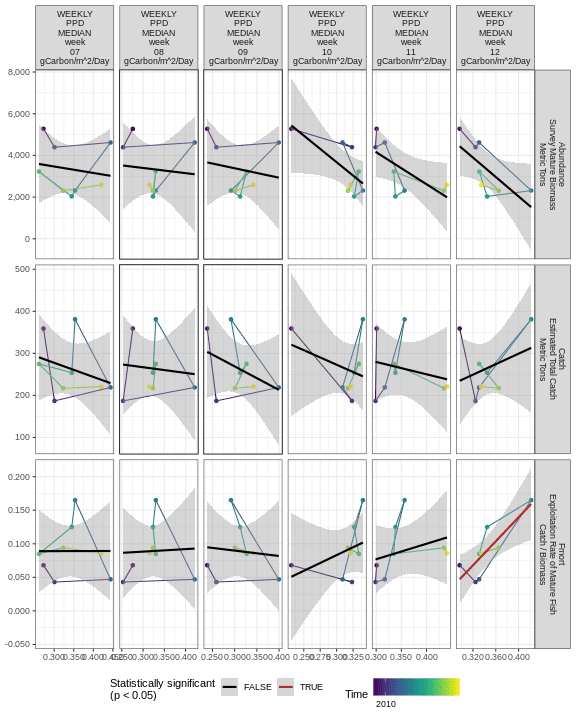 WEEKLY
PPD
MEDIAN
week
07
gCarbon/m^2/Day
WEEKLY
PPD
MEDIAN
week
08
gCarbon/m^2/Day
WEEKLY
PPD
MEDIAN
week
09
gCarbon/m^2/Day
WEEKLY
PPD
MEDIAN
week
10
gCarbon/m^2/Day
WEEKLY
PPD
MEDIAN
week
11
gCarbon/m^2/Day
WEEKLY
PPD
MEDIAN
week
12
gCarbon/m^2/Day
8,000
6,000
4,000
2,000
0
Abundance
Survey Mature Biomass
Metric Tons
500
400
300
200
100
Catch
Estimated Total Catch
Metric Tons
0.200
0.150
0.100
0.050
0.000
-0.050
Fmort
Exploitation Rate of Mature Fish
Catch / Biomass
0.300 0.350 0.400 0.450
0.250 0.300 0.350 0.400
0.250 0.300 0.350 0.400
0.250 0.275 0.300 0.325
0.300 0.350 0.400
0.320 0.360 0.400
Statistically significant
(p < 0.05)
FALSE
TRUE
Time
2010